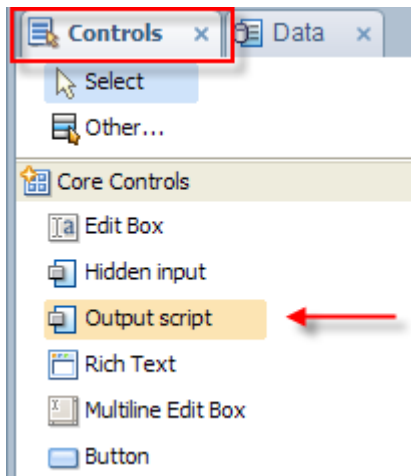 Controls Data
Select
Other...
Core Controls
Edit Box
Hidden input
Output script
Rich Text
Multiline Edit Box
Button